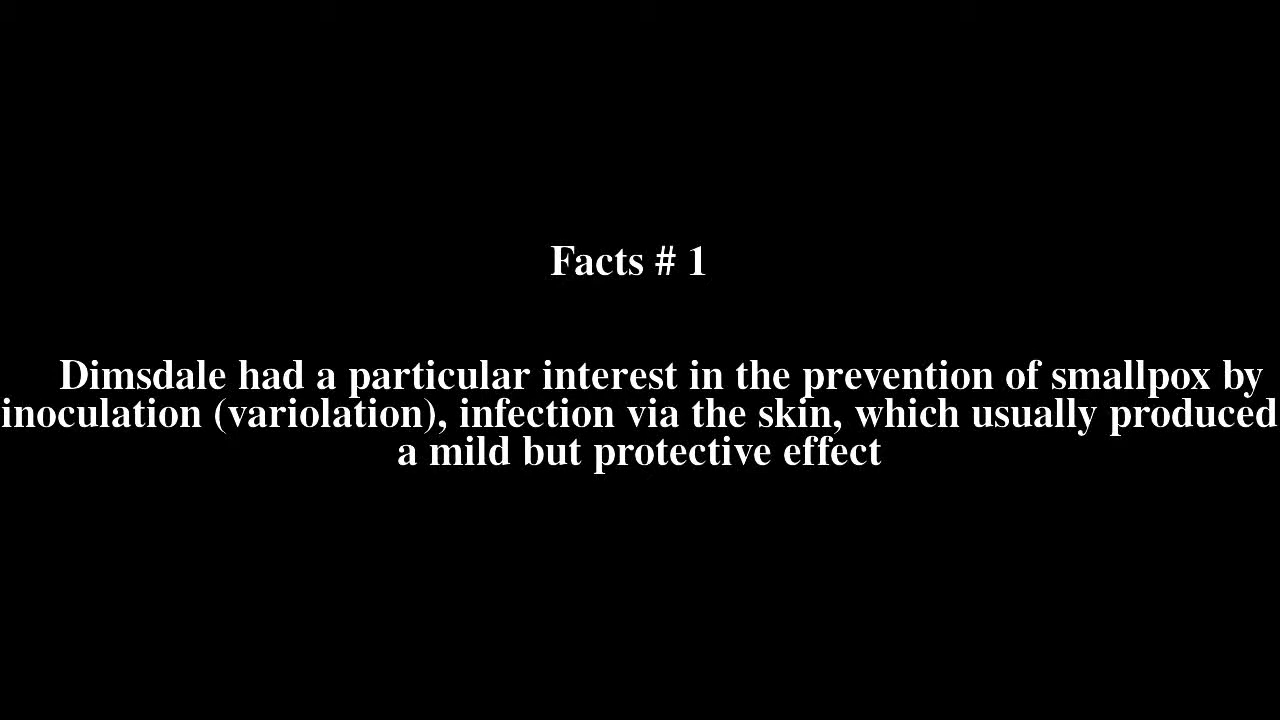 Facts # 1
Dimsdale had a particular interest in the prevention of smallpox by
inoculation (variolation), infection via the skin, which usually produced
a mild but protective effect